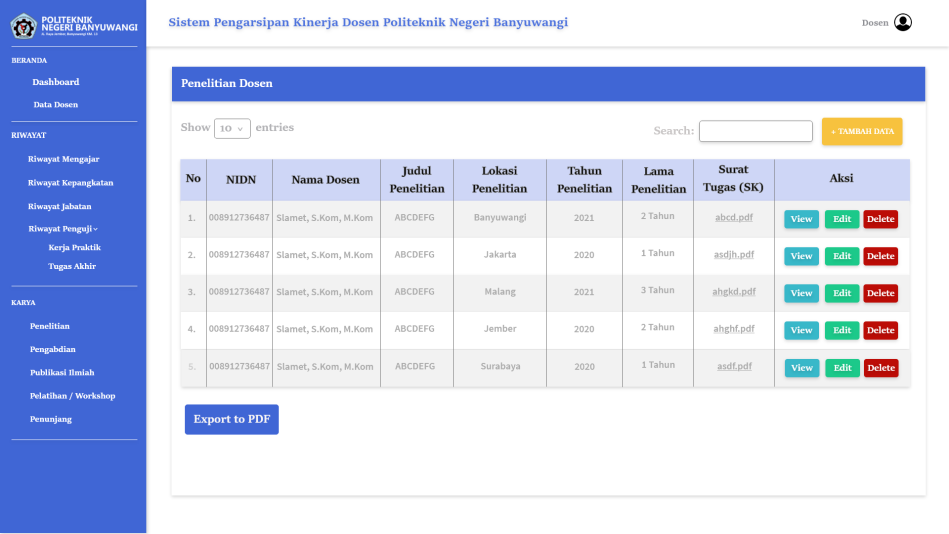 POLITEKNIK
NEGERI BANYUWANGI
Sistem Pengarsipan Kinerja Dosen Politeknik Negeri Banyuwangi
Dosen
BERANDA
Dashboard
Data Dosen
RIWAYAT
Riwayat Mengajar
Riwayat Kepangkatan
Riwayat Jabatan
Riwayat Penguji
Kerja Praktik
Tugas Akhir
KARYA
Penelitian
Pengabdian
Publikasi Ilmiah
Pelatihan / Workshop
Penunjang
Penelitian Dosen
Show 10 entries
Search:
+ TAMBAH DATA
No NIDN Nama Dosen Judul Penelitian Lokasi Penelitian Tahun Penelitian Lama Penelitian Surat Tugas (SK) Aksi
1. 008912736487 Slamet, S.Kom, M.Kom ABCDEFG Banyuwangi 2021 2 Tahun abcd.pdf View Edit Delete
2. 008912736487 Slamet, S.Kom, M.Kom ABCDEFG Jakarta 2020 1 Tahun asdjh.pdf View Edit Delete
3. 008912736487 Slamet, S.Kom, M.Kom ABCDEFG Malang 2021 3 Tahun ahgkd.pdf View Edit Delete
4. 008912736487 Slamet, S.Kom, M.Kom ABCDEFG Jember 2020 2 Tahun ahghf.pdf View Edit Delete
5. 008912736487 Slamet, S.Kom, M.Kom ABCDEFG Surabaya 2020 1 Tahun asdf.pdf View Edit Delete
Export to PDF